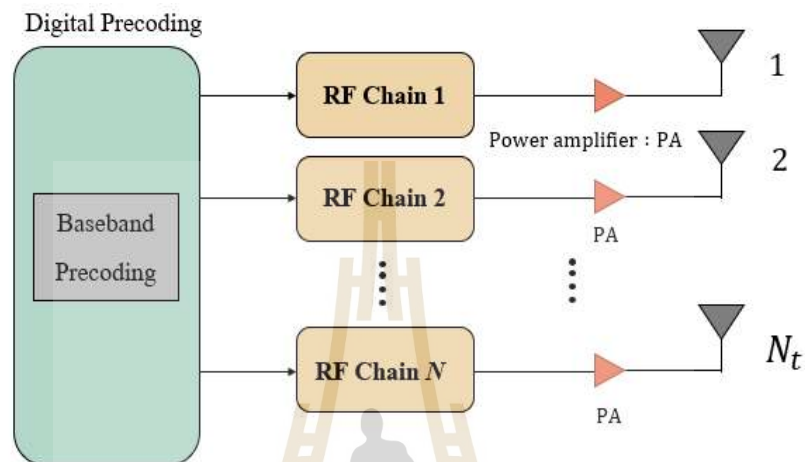 Digital Precoding
RF Chain 1
1
Power amplifier : PA
RF Chain 2
2
Baseband
Precoding
PA
RF Chain N
N_t
PA